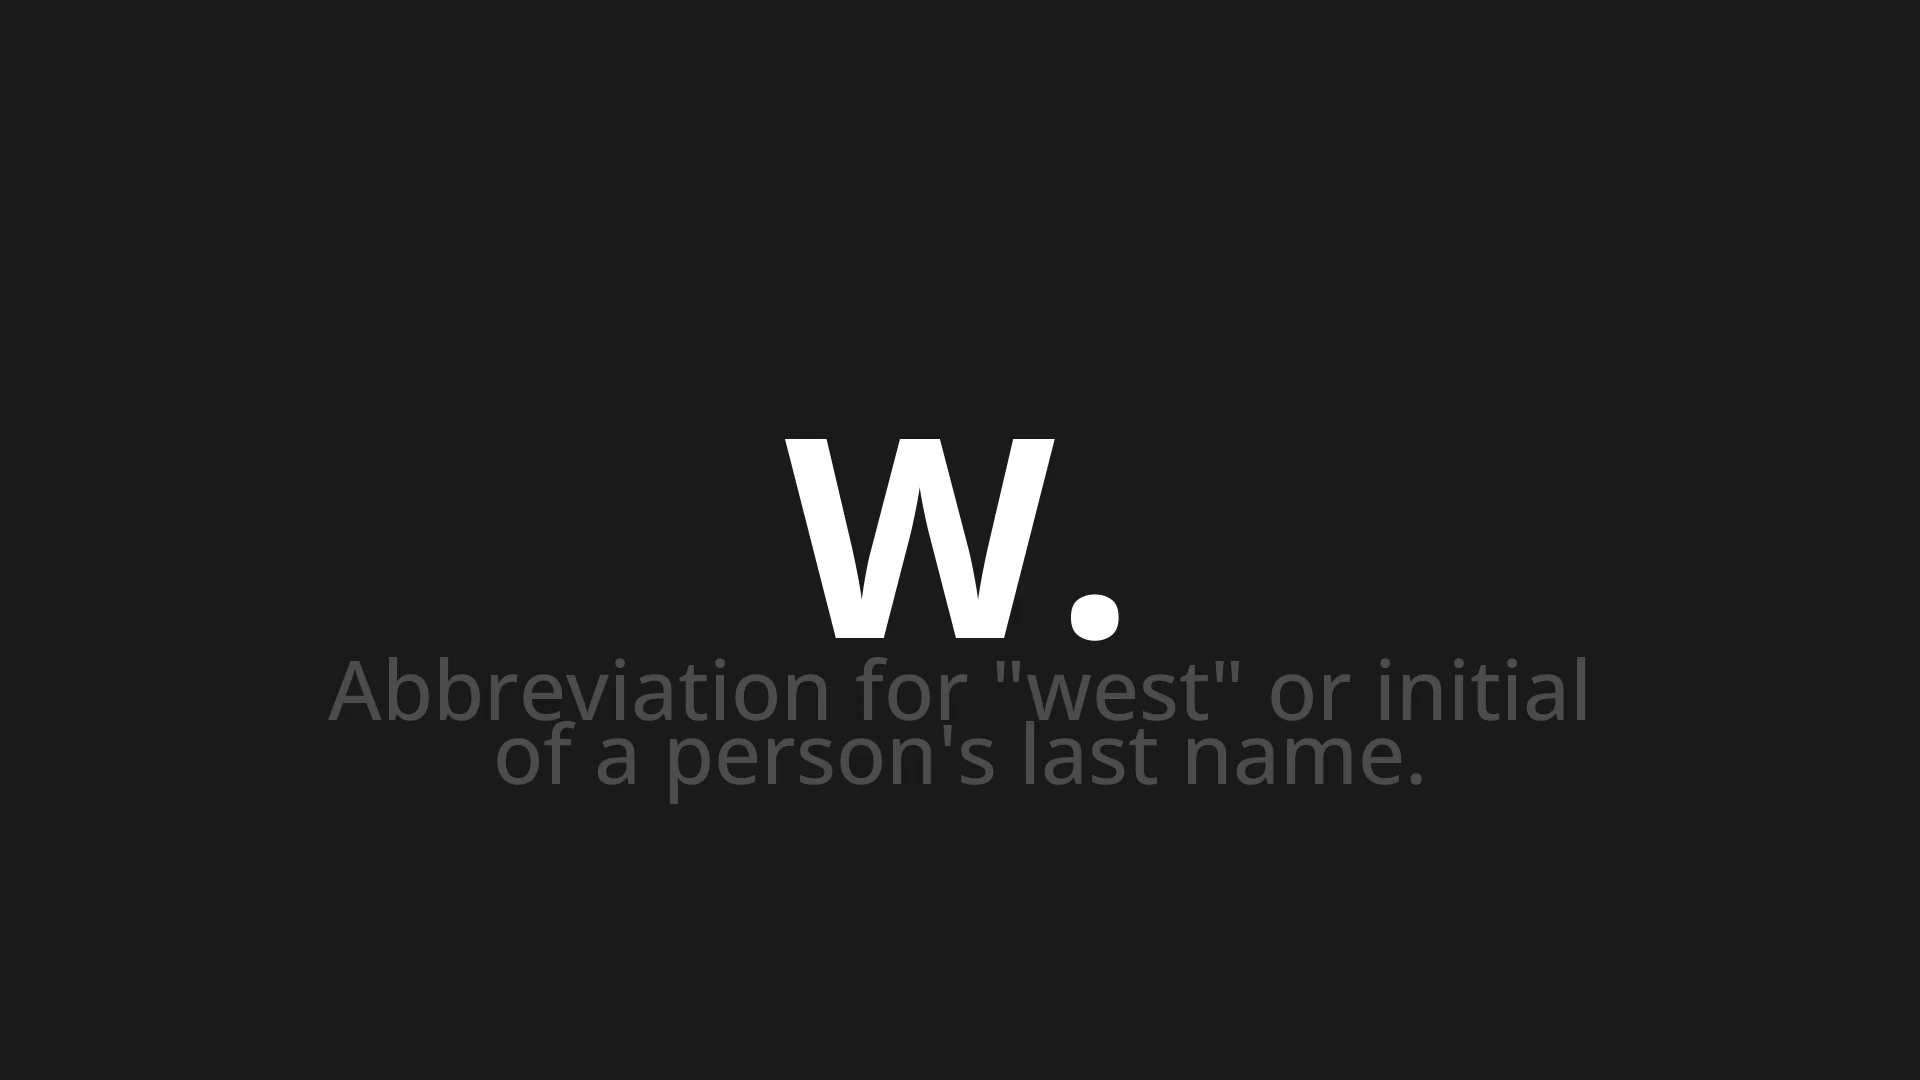 W.
Abbreviation for "west" or initial
of a person's last name.